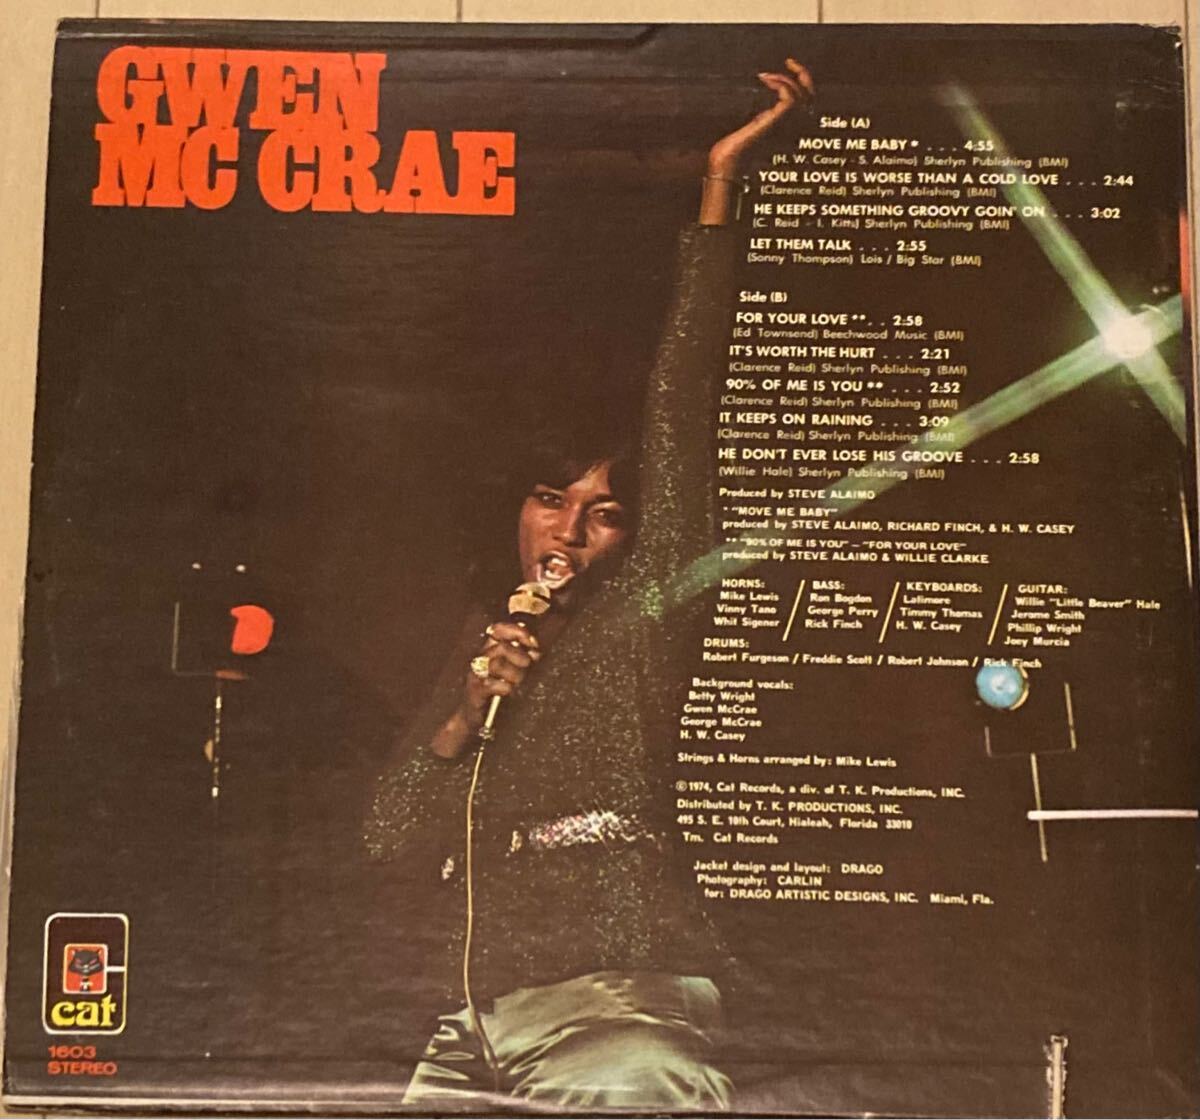 GWEN
MC CRAE
Side (A)
MOVE ME BABY * . . . 4:55
(H. W. Casey - S. Alaimo) Sherlyn Publishing (BMI)
YOUR LOVE IS WORSE THAN A COLD LOVE . . . 2:44
(Clarence Reid) Sherlyn Publishing (BMI)
HE KEEPS SOMETHING GROOVY GOIN' ON . . . 3:02
(C. Reid - I. Kitts) Sherlyn Publishing (BMI)
LET THEM TALK . . . 2:55
(Sonny Thompson) Lois / Big Star (BMI)
Side (B)
FOR YOUR LOVE ** . . 2:58
(Ed Townsend) Beechwood Music (BMI)
IT'S WORTH THE HURT . . . 2:21
(Clarence Reid) Sherlyn Publishing (BMI)
90% OF ME IS YOU ** . . . 2:52
(Clarence Reid) Sherlyn Publishing (BMI)
IT KEEPS ON RAINING . . . 3:09
(Clarence Reid) Sherlyn Publishing (BMI)
HE DON'T EVER LOSE HIS GROOVE . . . 2:58
(Willie Hale) Sherlyn Publishing (BMI)
Produced by STEVE ALAIMO
* "MOVE ME BABY"
produced by STEVE ALAIMO, RICHARD FINCH, & H. W. CASEY
** "90% OF ME IS YOU" – "FOR YOUR LOVE"
produced by STEVE ALAIMO & WILLIE CLARKE
HORNS:
Mike Lewis
Vinny Tano
Whit Sigener
BASS:
Ron Bogdon
George Perry
Rick Finch
KEYBOARDS:
Latimore
Timmy Thomas
H. W. Casey
GUITAR:
Willie "Little Beaver" Hale
Jerome Smith
Phillip Wright
Joey Murcia
DRUMS:
Robert Furgeson / Freddie Scott / Robert Johnson / Rick Finch
Background vocals:
Betty Wright
Gwen McCrae
George McCrae
H. W. Casey
Strings & Horns arranged by: Mike Lewis
©1974, Cat Records, a div. of T. K. Productions, INC.
Distributed by T. K. PRODUCTIONS, INC.
495 S. E. 10th Court, Hialeah, Florida 33010
Tm. Cat Records
Jacket design and layout: DRAGO
Photography: CARLIN
for: DRAGO ARTISTIC DESIGNS, INC. Miami, Fla.
cat
1603
STEREO